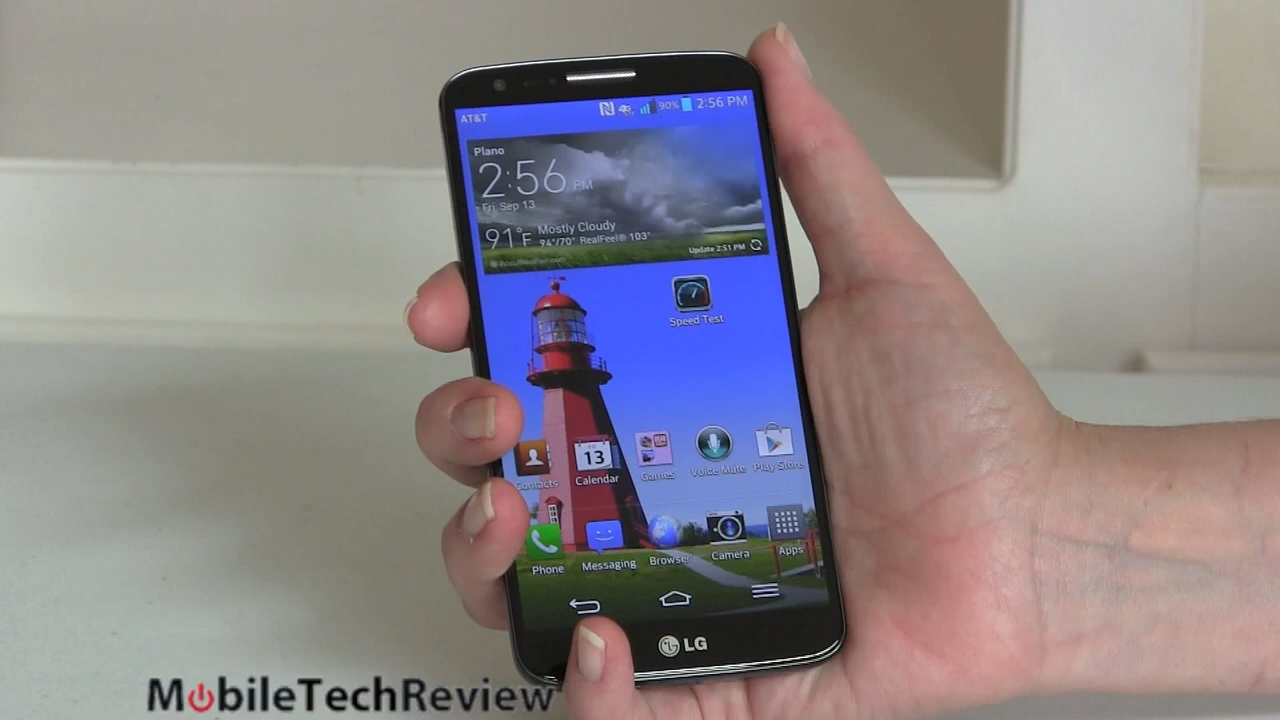 AT&T
90% 2:56 PM
Plano
2:56 PM
Fri, Sep 13
91°F Mostly Cloudy
94°/70° RealFeel® 103°
Update 2:51 PM
AccuWeather.com
Speed Test
13
Contacts Calendar Games Voice Mate Play Store
Phone Messaging Browser Camera Apps
LG
MobileTechReview